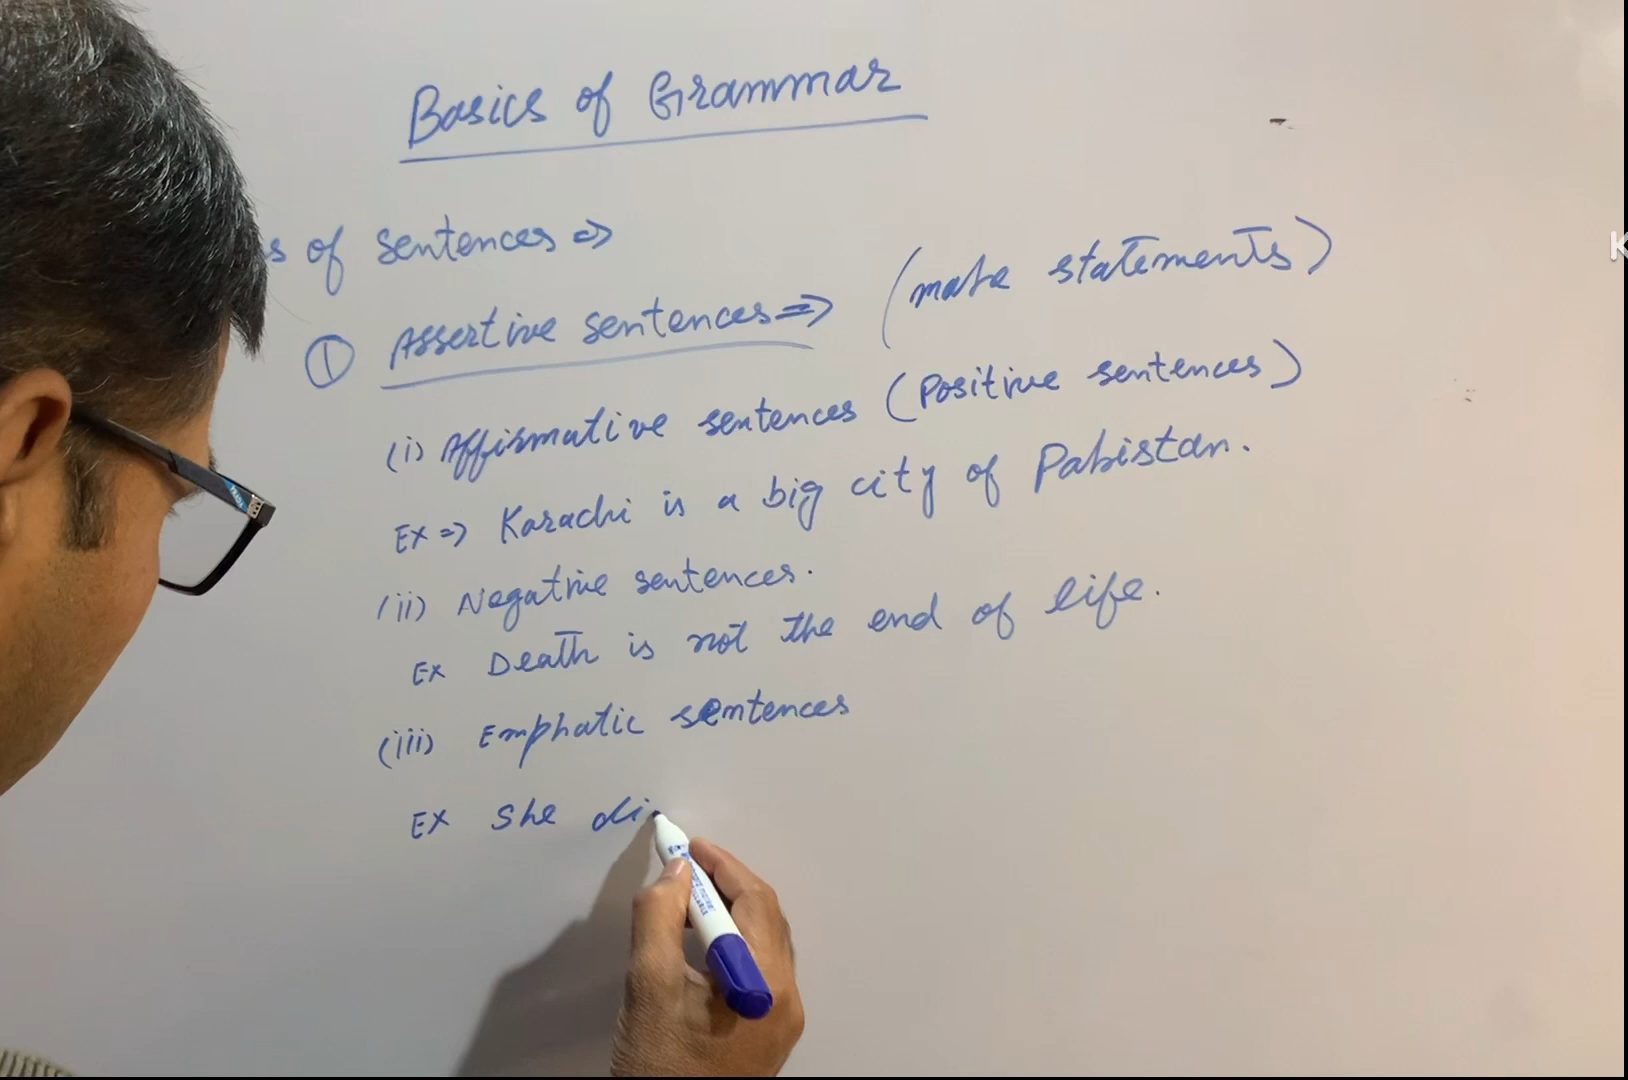 Basics of Grammar
s of sentences =>
① Assertive sentences => (make statements)
(i) Affirmative sentences (Positive sentences)
Ex => Karachi is a big city of Pakistan.
(ii) Negative sentences.
Ex Death is not the end of life.
(iii) Emphatic sentences
Ex She di
K